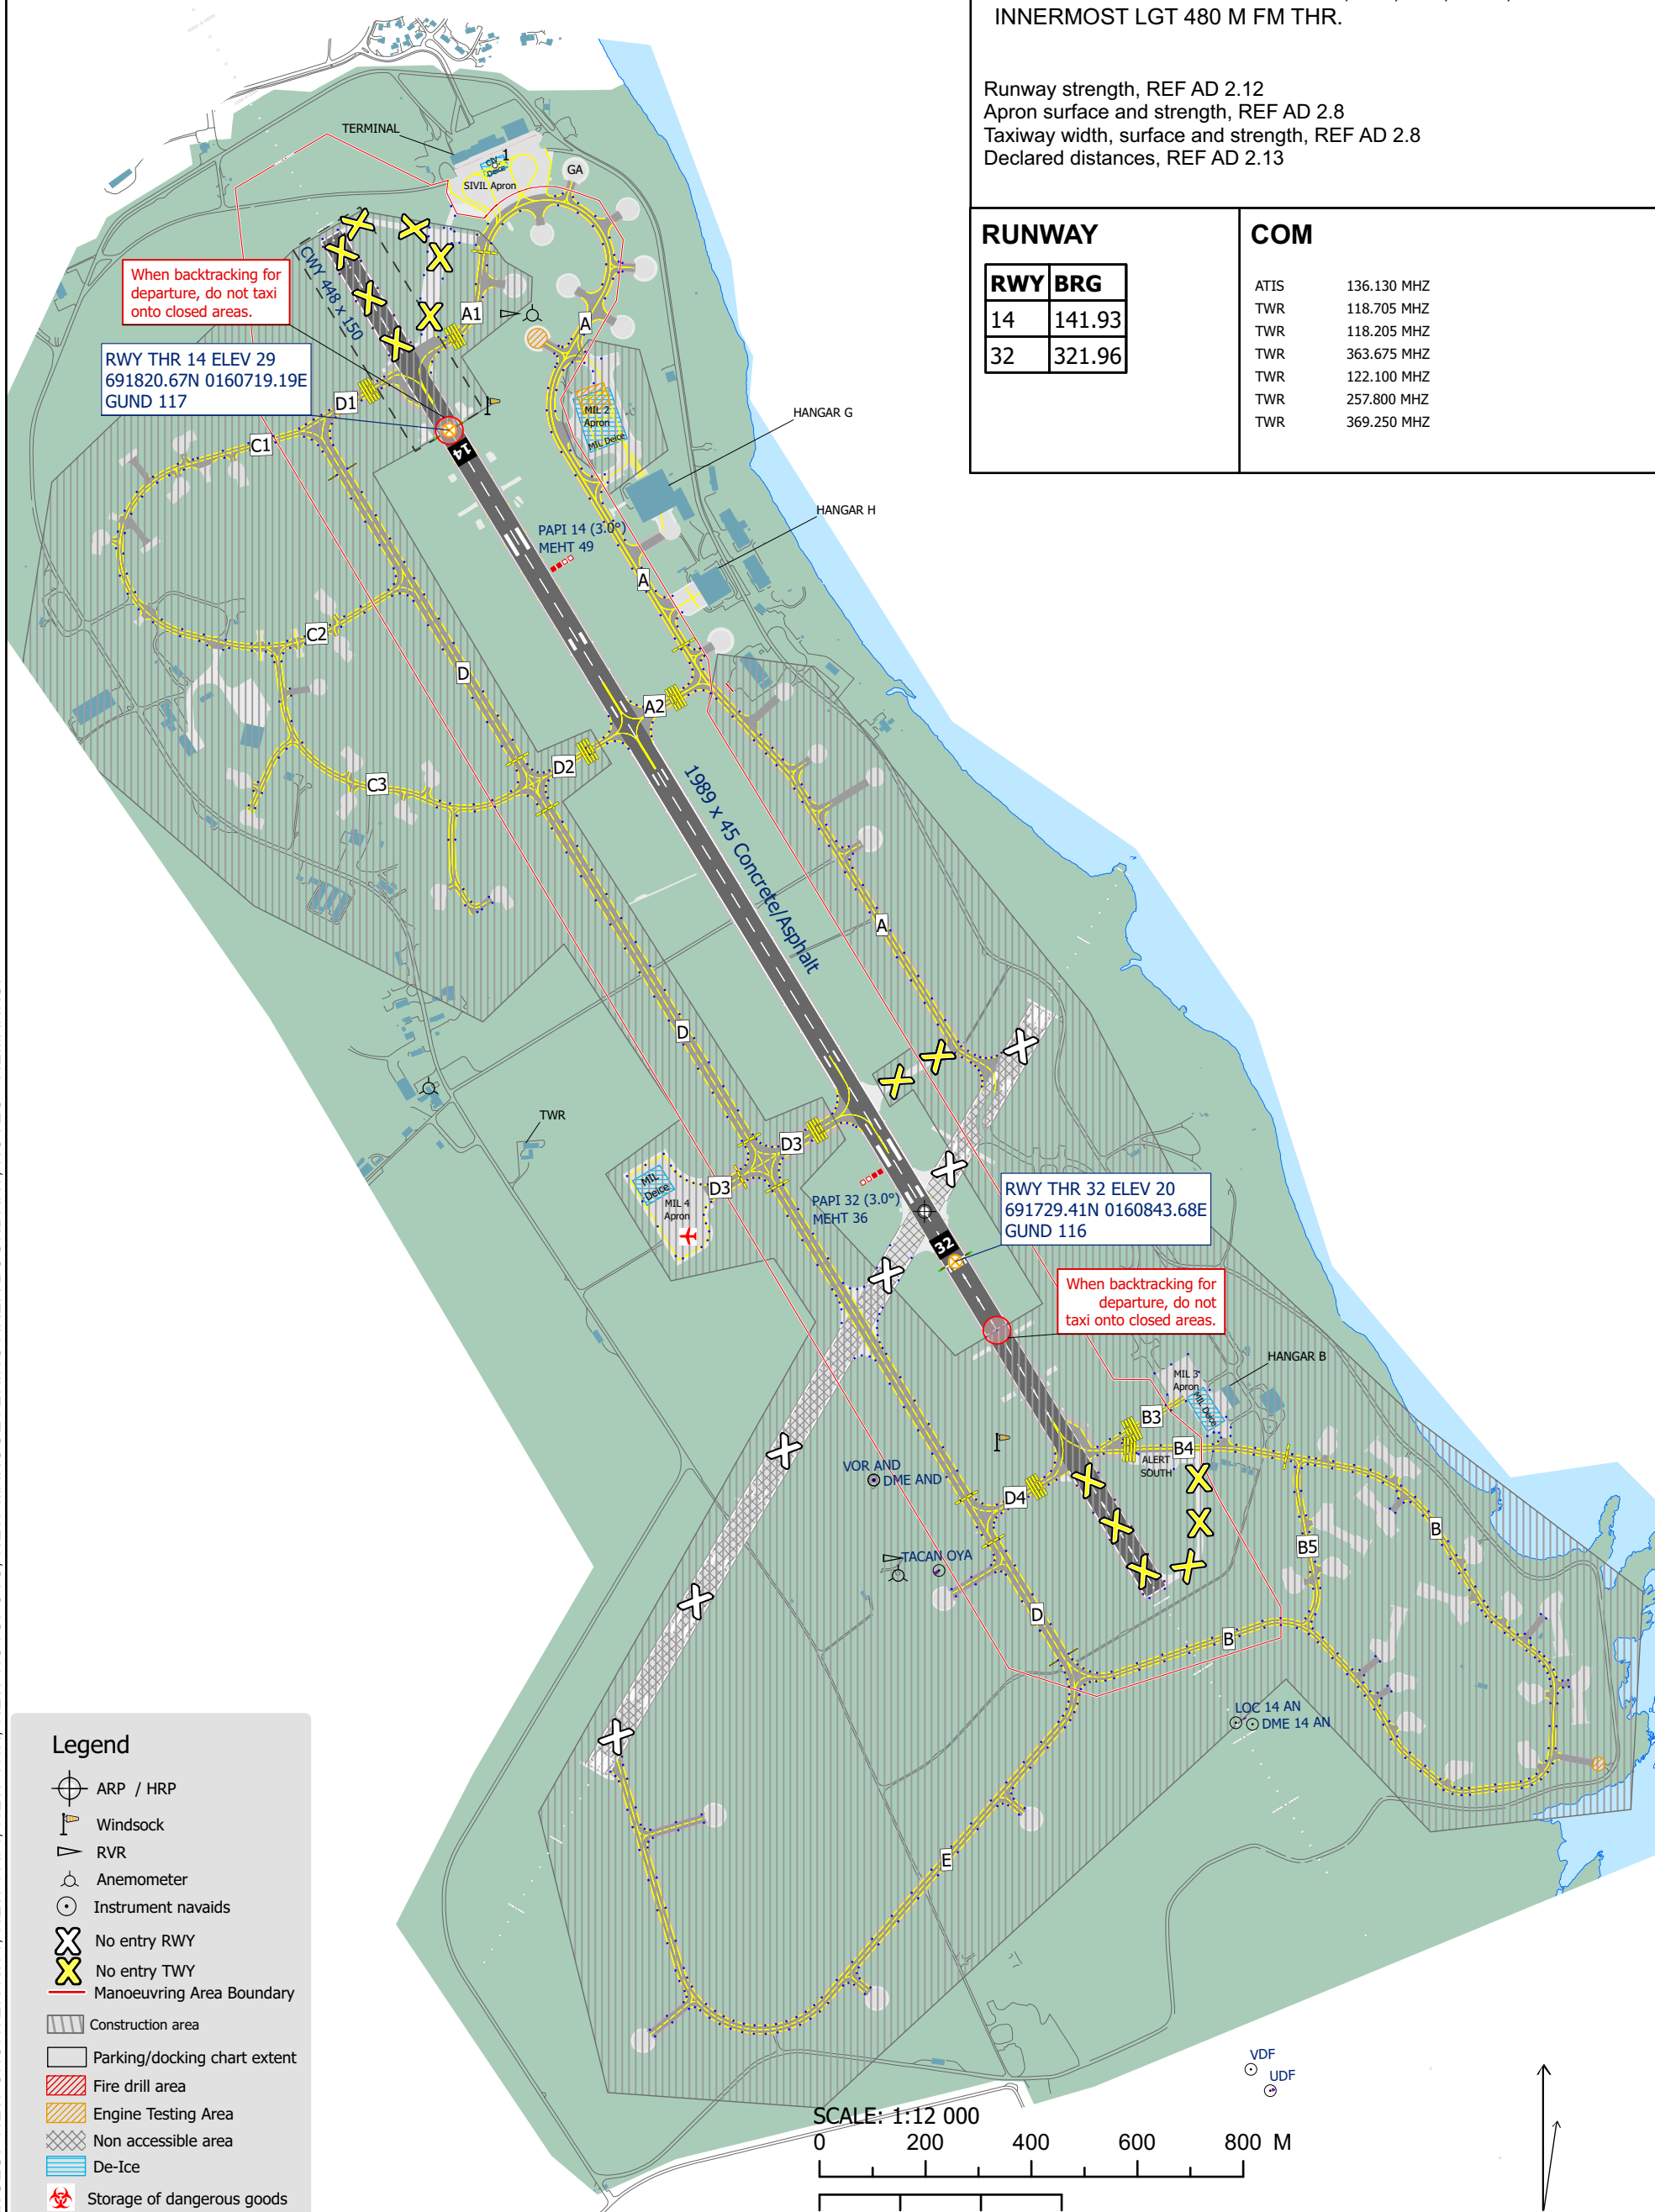 INNERMOST LGT 480 M FM THR.
Runway strength, REF AD 2.12
Apron surface and strength, REF AD 2.8
Taxiway width, surface and strength, REF AD 2.8
Declared distances, REF AD 2.13
RUNWAY
RWY BRG
14 141.93
32 321.96
COM
ATIS 136.130 MHZ
TWR 118.705 MHZ
TWR 118.205 MHZ
TWR 363.675 MHZ
TWR 122.100 MHZ
TWR 257.800 MHZ
TWR 369.250 MHZ
TERMINAL
1
CIV
Deice
SIVIL Apron
GA
When backtracking for
departure, do not taxi
onto closed areas.
CWY 448 x 150
A1
A
RWY THR 14 ELEV 29
691820.67N 0160719.19E
GUND 117
D1
C1
14
MIL 2
Apron
MIL Deice
HANGAR G
HANGAR H
PAPI 14 (3.0°)
MEHT 49
A
C2
D
A2
D2
C3
1989 x 45 Concrete/Asphalt
A
D
TWR
D3
D3
MIL
Deice
MIL 4
Apron
PAPI 32 (3.0°)
MEHT 36
RWY THR 32 ELEV 20
691729.41N 0160843.68E
GUND 116
32
When backtracking for
departure, do not
taxi onto closed areas.
HANGAR B
MIL 3
Apron
MIL Deice
B3
B4
ALERT
SOUTH
VOR AND
DME AND
D4
B
B5
TACAN OYA
D
B
LOC 14 AN
DME 14 AN
E
VDF
UDF
Legend
ARP / HRP
Windsock
RVR
Anemometer
Instrument navaids
No entry RWY
No entry TWY
Manoeuvring Area Boundary
Construction area
Parking/docking chart extent
Fire drill area
Engine Testing Area
Non accessible area
De-Ice
Storage of dangerous goods
SCALE: 1:12 000
0 200 400 600 800 M